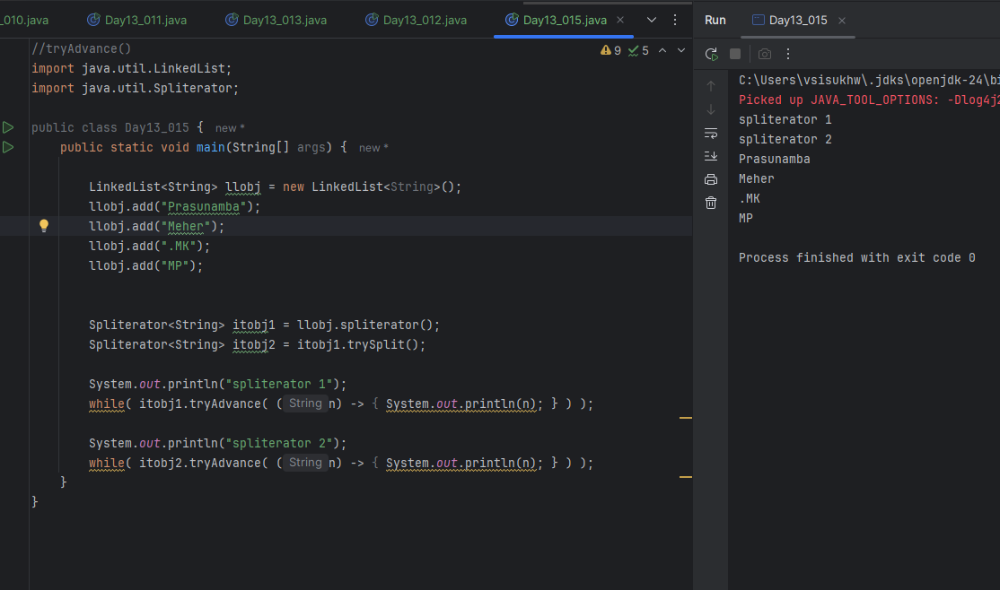 _010.java Day13_011.java Day13_013.java Day13_012.java Day13_015.java
9 5
//tryAdvance()
import java.util.LinkedList;
import java.util.Spliterator;
public class Day13_015 { new *
public static void main(String[] args) { new *
LinkedList<String> llobj = new LinkedList<String>();
llobj.add("Prasunamba");
llobj.add("Meher");
llobj.add(".MK");
llobj.add("MP");
Spliterator<String> itobj1 = llobj.spliterator();
Spliterator<String> itobj2 = itobj1.trySplit();
System.out.println("spliterator 1");
while( itobj1.tryAdvance( ( String n) -> { System.out.println(n); } ) );
System.out.println("spliterator 2");
while( itobj2.tryAdvance( ( String n) -> { System.out.println(n); } ) );
}
}
Run Day13_015
C:\Users\vsisukhw\.jdks\openjdk-24\bi
Picked up JAVA_TOOL_OPTIONS: -Dlog4j2
spliterator 1
spliterator 2
Prasunamba
Meher
.MK
MP
Process finished with exit code 0